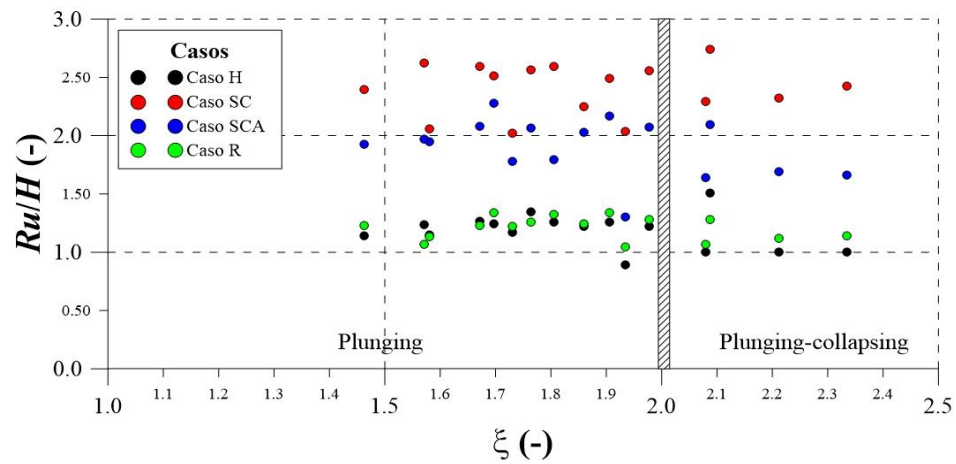 3.0
2.50
2.0
1.50
1.0
0.50
0.0
Ru/H (-)
Casos
Caso H
Caso SC
Caso SCA
Caso R
Plunging
Plunging-collapsing
1.0
1.1
1.2
1.3
1.4
1.5
1.6
1.7
1.8
1.9
2.0
2.1
2.2
2.3
2.4
2.5
ξ (-)